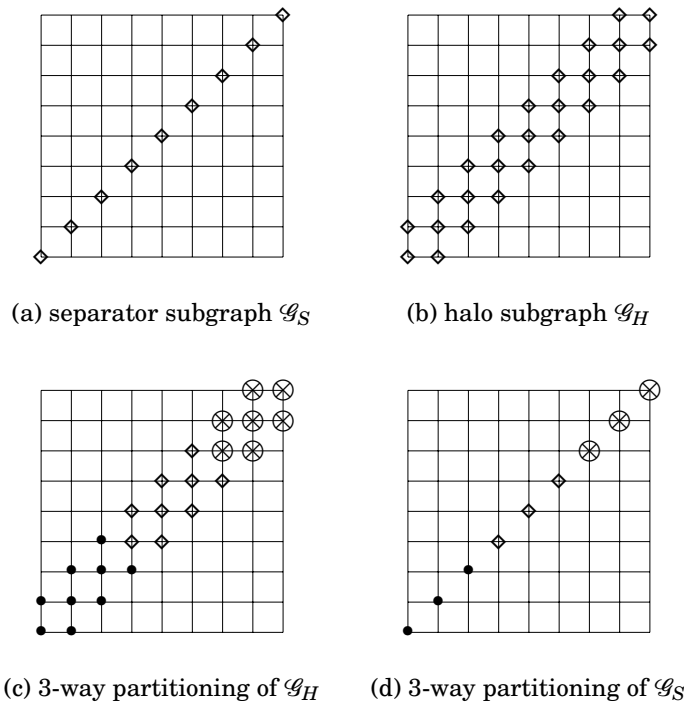 (a) separator subgraph 𝒢_S
(b) halo subgraph 𝒢_H
(c) 3-way partitioning of 𝒢_H
(d) 3-way partitioning of 𝒢_S